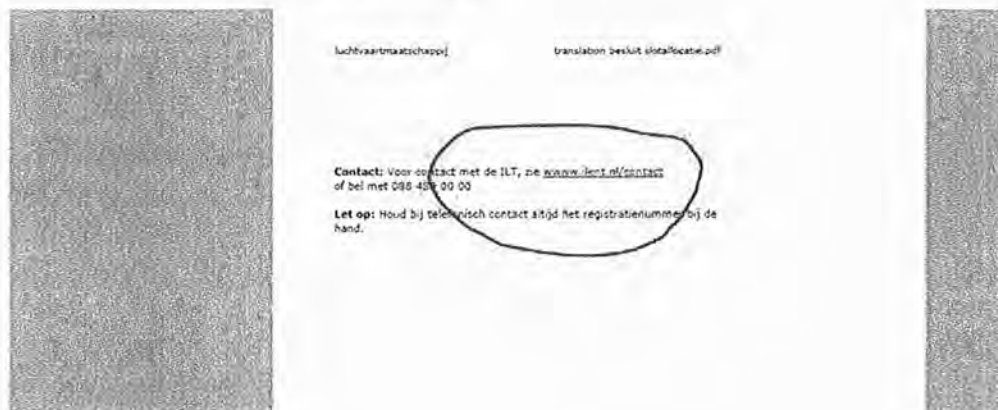 luchtvaartmaatschappij translation besluit slotallocatie.pdf
Contact: Voor contact met de ILT, zie wwww.ilent.nl/contact
of bel met 088 489 00 00
Let op: Houd bij telefonisch contact altijd het registratienummer bij de
hand.